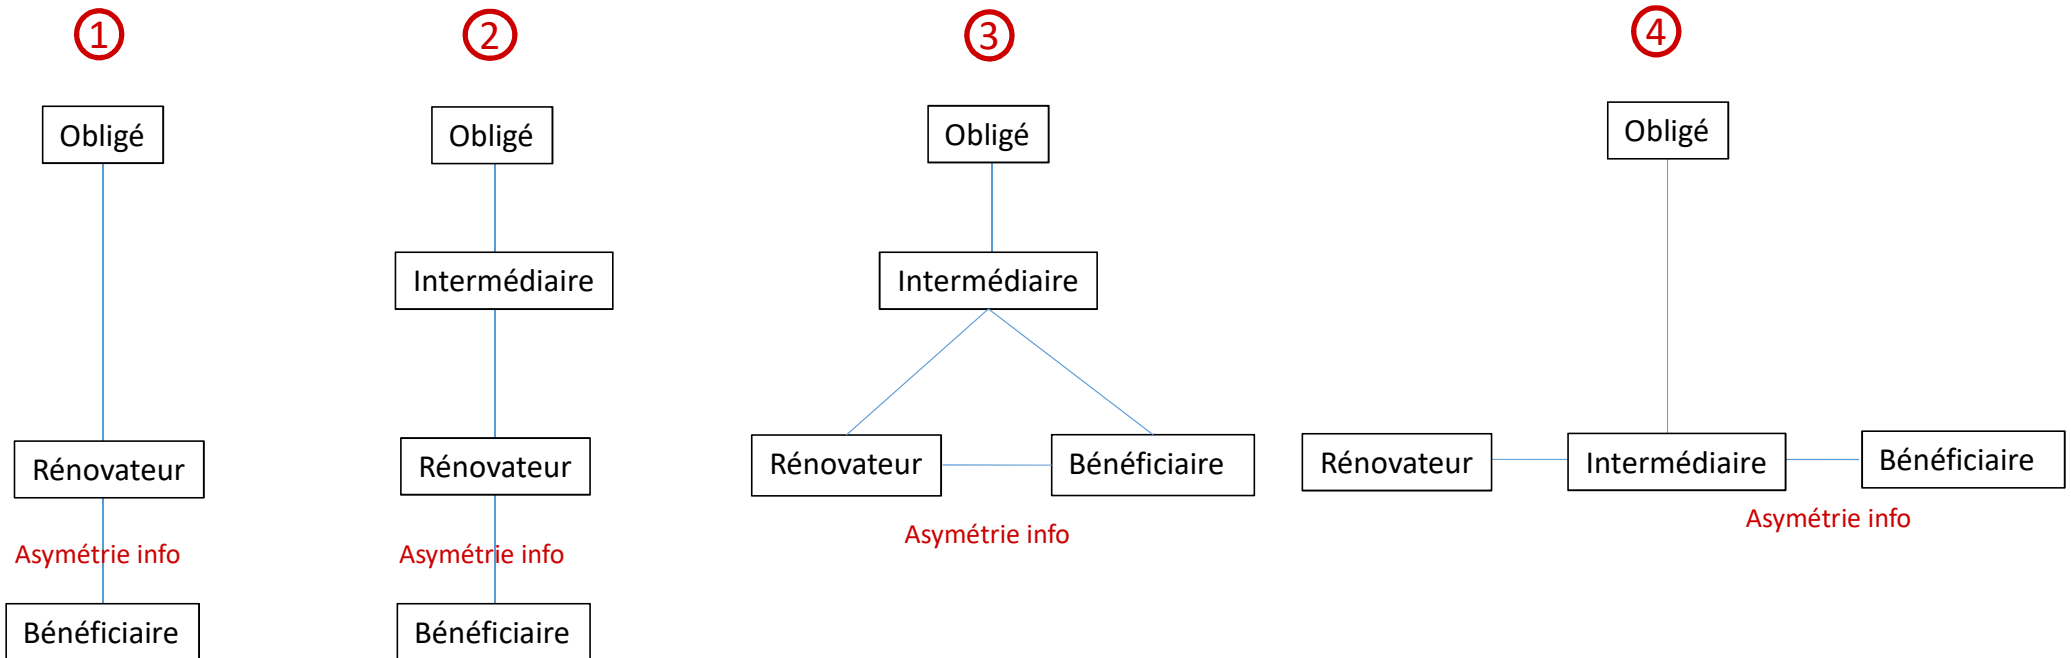 1
Obligé
Rénovateur
Asymétrie info
Bénéficiaire
2
Obligé
Intermédiaire
Rénovateur
Asymétrie info
Bénéficiaire
3
Obligé
Intermédiaire
Rénovateur
Bénéficiaire
Asymétrie info
4
Obligé
Rénovateur
Intermédiaire
Bénéficiaire
Asymétrie info